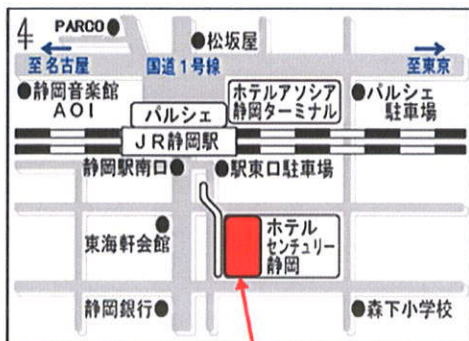 4
PARCO
松坂屋
至名古屋
国道1号線
至東京
静岡音楽館
AOI
パルシェ
ホテルアソシア
静岡ターミナル
パルシェ
駐車場
JR静岡駅
静岡駅南口
駅東口駐車場
東海軒会館
ホテル
センチュリー
静岡
静岡銀行
森下小学校